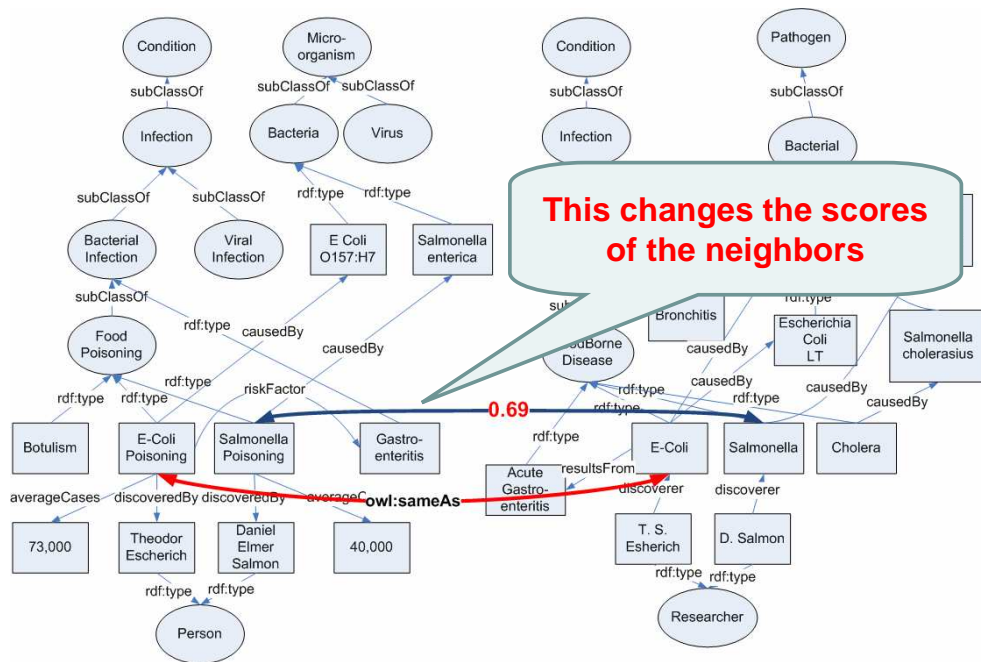 Condition
Micro-
organism
Condition
Pathogen
subClassOf
subClassOf
subClassOf
subClassOf
subClassOf
Infection
Bacteria
Virus
Infection
Bacterial
subClassOf
subClassOf
rdf:type
rdf:type
This changes the scores
of the neighbors
Bacterial
Infection
Viral
Infection
E Coli
O157:H7
Salmonella
enterica
subClassOf
rdf:type
Food
Poisoning
causedBy
causedBy
Disease
Bronchitis
rdf:type
Escherichia
Coli
LT
Salmonella
cholerasius
causedBy
rdf:type
rdf:type
rdf:type
riskFactor
rdf:type
rdf:type
causedBy
causedBy
rdf:type
causedBy
0.69
Botulism
E-Coli
Poisoning
Salmonella
Poisoning
Gastro-
enteritis
rdf:type
E-Coli
Salmonella
Cholera
Acute
Gastro-
enteritis
resultsFrom
averageCases
discoveredBy
discoveredBy
owl:sameAs
discoverer
discoverer
73,000
Theodor
Escherich
Daniel
Elmer
Salmon
40,000
T. S.
Esherich
D. Salmon
rdf:type
rdf:type
rdf:type
rdf:type
Person
Researcher